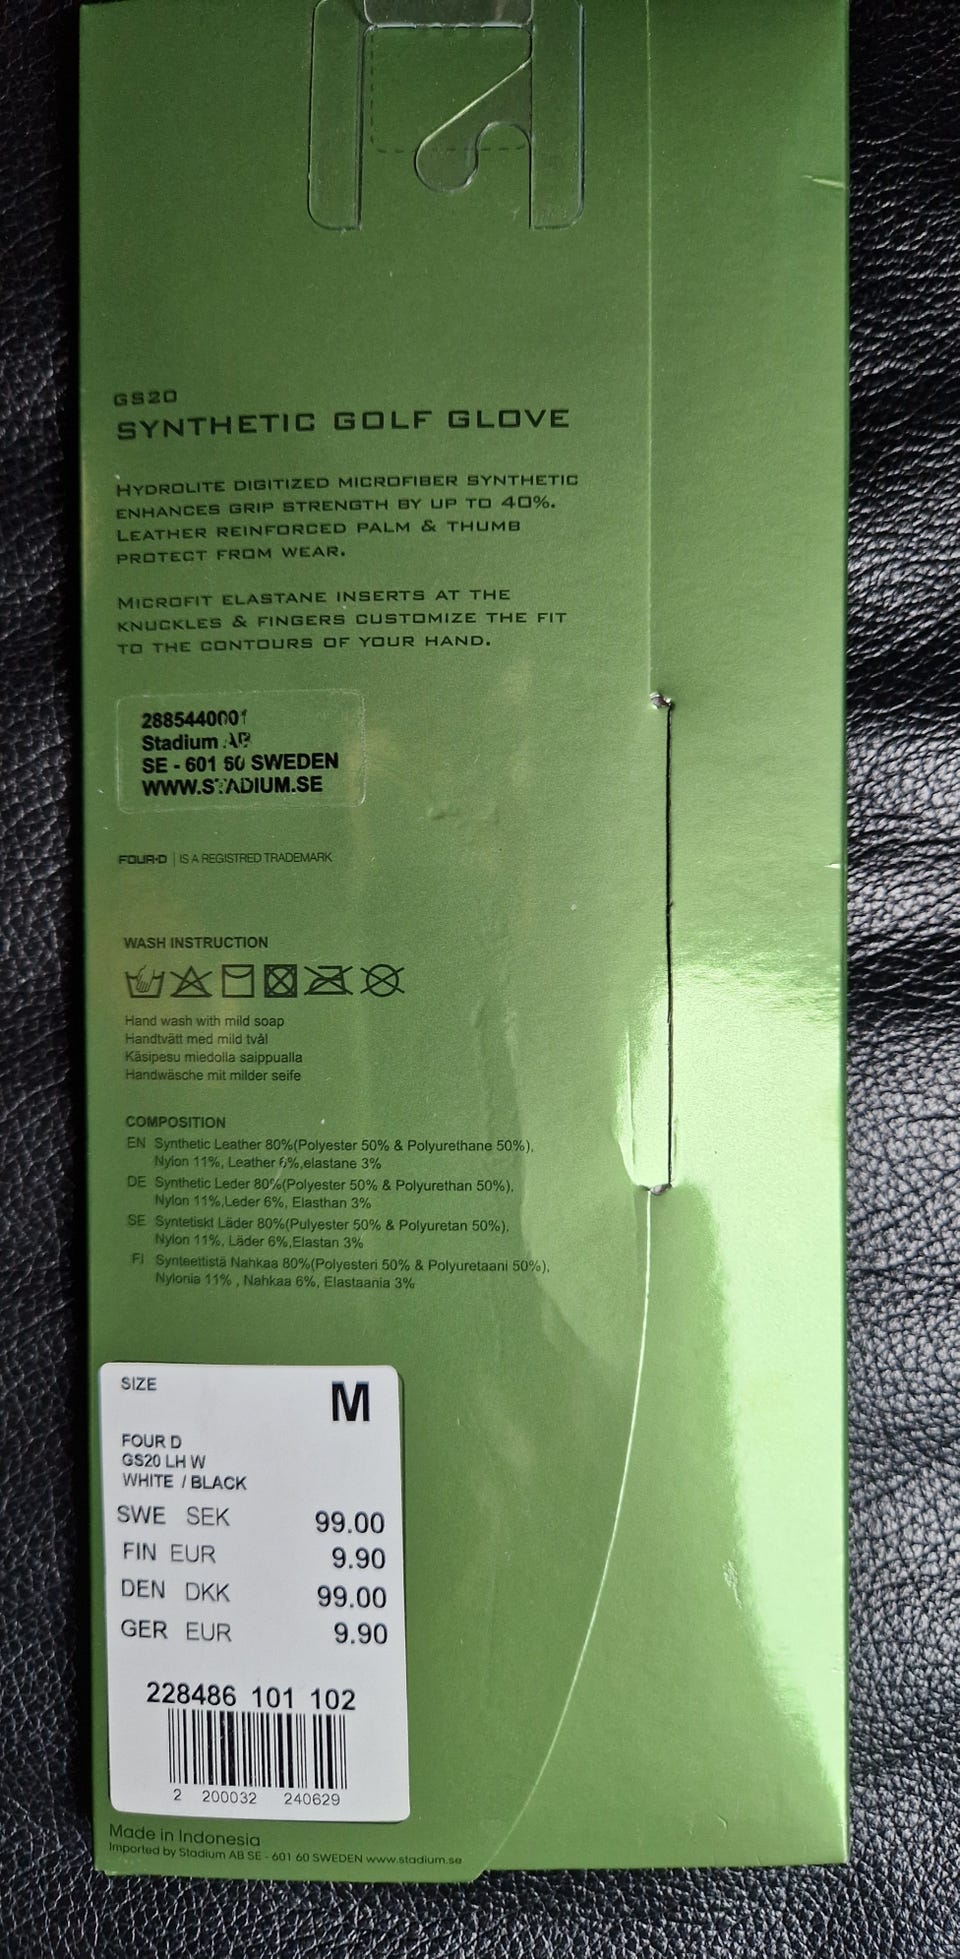 GS20
SYNTHETIC GOLF GLOVE
HYDROLITE DIGITIZED MICROFIBER SYNTHETIC
ENHANCES GRIP STRENGTH BY UP TO 40%.
LEATHER REINFORCED PALM & THUMB
PROTECT FROM WEAR.
MICROFIT ELASTANE INSERTS AT THE
KNUCKLES & FINGERS CUSTOMIZE THE FIT
TO THE CONTOURS OF YOUR HAND.
2885440001
Stadium AB
SE - 601 60 SWEDEN
WWW.STADIUM.SE
FOUR-D | IS A REGISTRED TRADEMARK
WASH INSTRUCTION
Hand wash with mild soap
Handtvätt med mild tvål
Käsipesu miedolla saippualla
Handwäsche mit milder seife
COMPOSITION
EN Synthetic Leather 80%(Polyester 50% & Polyurethane 50%),
Nylon 11%, Leather 6%,elastane 3%
DE Synthetic Leder 80%(Polyester 50% & Polyurethan 50%),
Nylon 11%,Leder 6%, Elasthan 3%
SE Syntetiskt Läder 80%(Pulyester 50% & Polyuretan 50%),
Nylon 11%, Läder 6%,Elastan 3%
FI Synteettistä Nahkaa 80%(Polyesteri 50% & Polyuretaani 50%),
Nylonia 11% , Nahkaa 6%, Elastaania 3%
SIZE M
FOUR D
GS20 LH W
WHITE / BLACK
SWE SEK 99.00
FIN EUR 9.90
DEN DKK 99.00
GER EUR 9.90
228486 101 102
2 200032 240629
Made in Indonesia
Imported by Stadium AB SE - 601 60 SWEDEN www.stadium.se